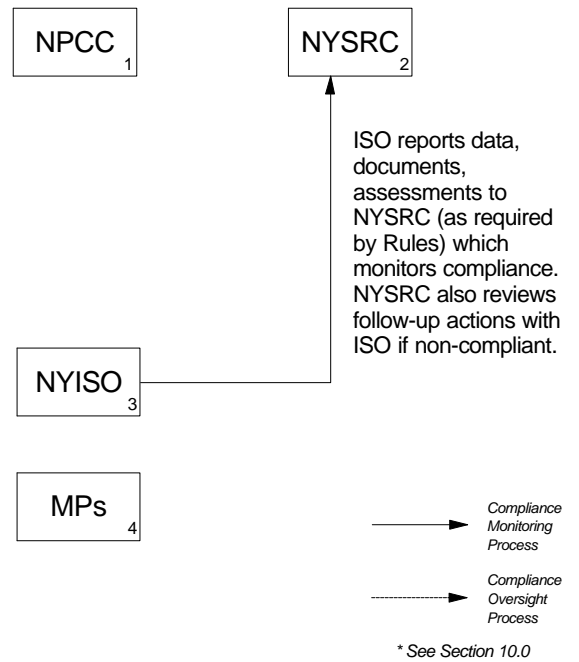 NPCC
1
NYSRC
2
ISO reports data,
documents,
assessments to
NYSRC (as required
by Rules) which
monitors compliance.
NYSRC also reviews
follow-up actions with
ISO if non-compliant.
NYISO
3
MPs
4
Compliance
Monitoring
Process
Compliance
Oversight
Process
* See Section 10.0